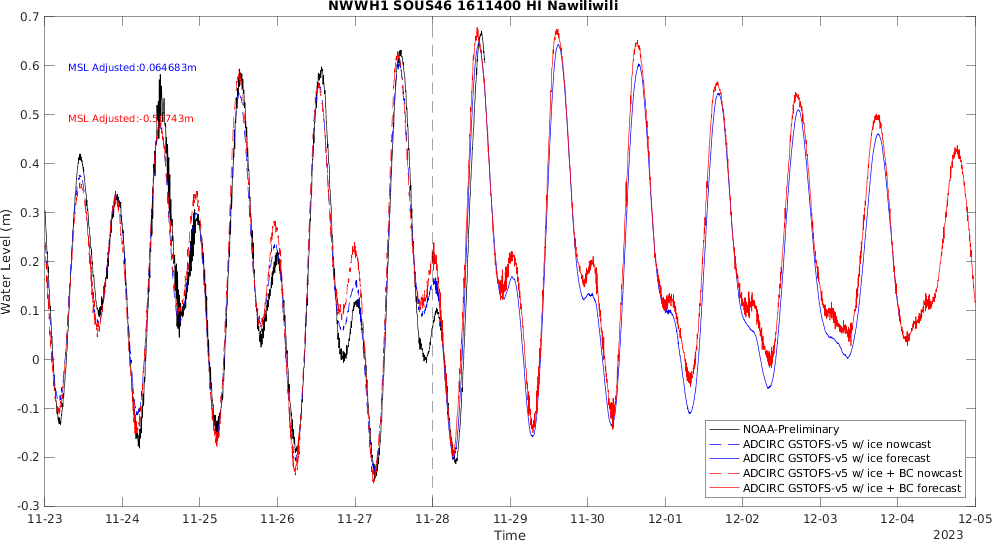 NWWH1 SOUS46 1611400 HI Nawiliwili
0.7
0.6
0.5
0.4
0.3
0.2
0.1
0
-0.1
-0.2
-0.3
Water Level (m)
MSL Adjusted:0.064683m
MSL
NOAA-Preliminary
ADCIRC GSTOFS-v5 w/ ice nowcast
ADCIRC GSTOFS-v5 w/ ice forecast
ADCIRC GSTOFS-v5 w/ ice + BC nowcast
ADCIRC GSTOFS-v5 w/ ice + BC forecast
11-23 11-24 11-25 11-26 11-27 11-28 11-29 11-30 12-01 12-02 12-03 12-04 12-05
Time
2023